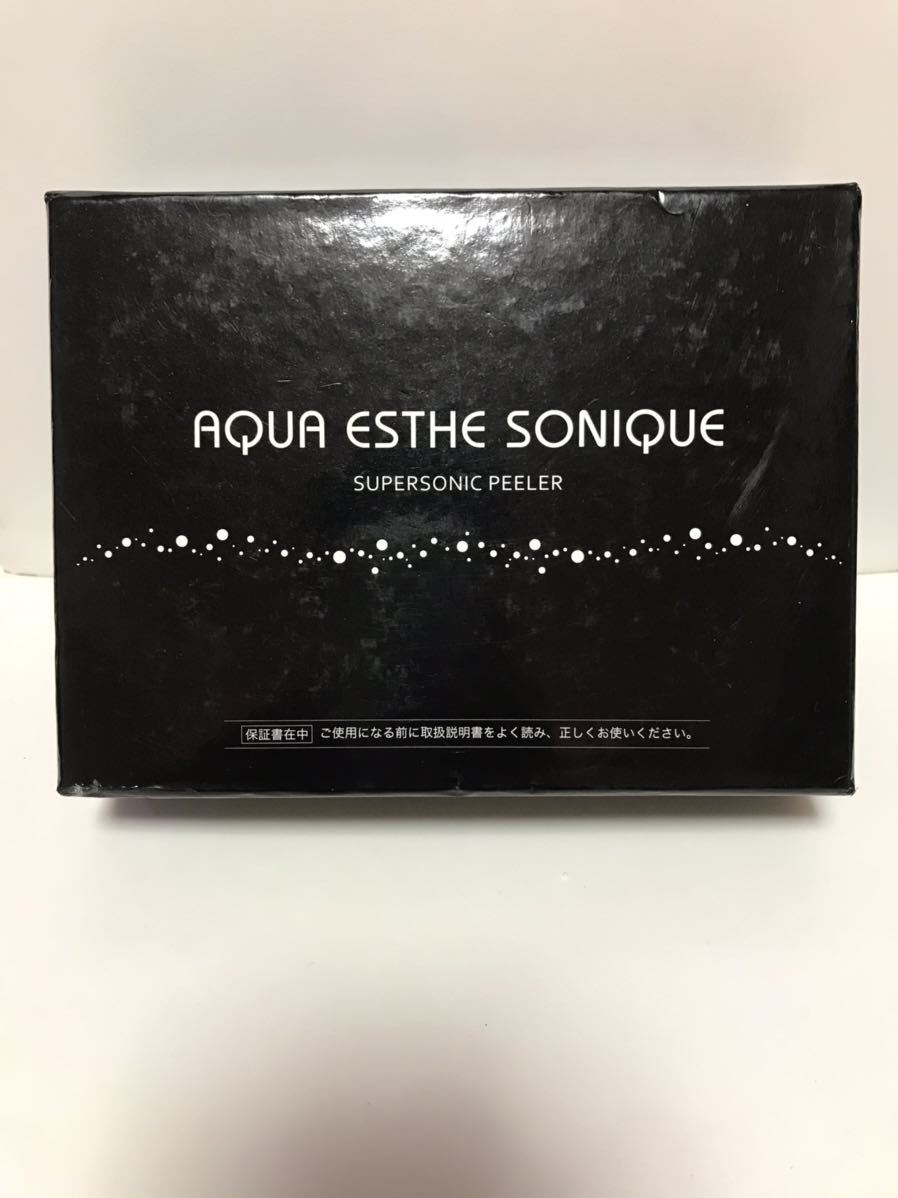 AQUA ESTHE SONIQUE
SUPERSONIC PEELER
保証書在中 ご使用になる前に取扱説明書をよく読み、正しくお使いください。